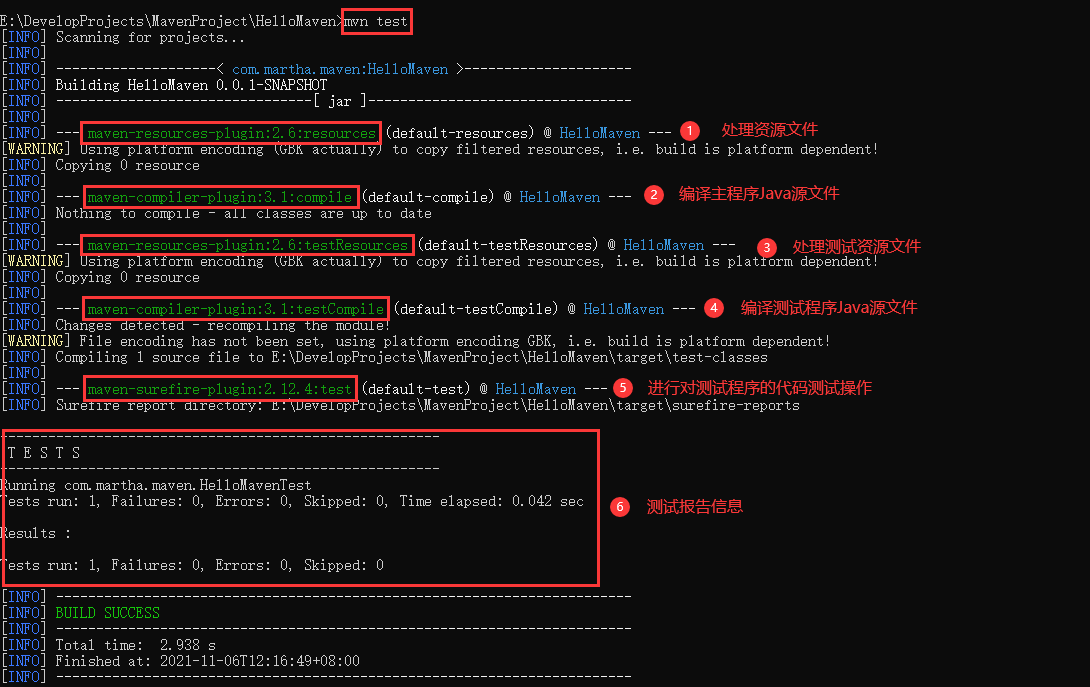 E:\DevelopProjects\MavenProject\HelloMaven>mvn test
[INFO] Scanning for projects...
[INFO]
[INFO] --------------------< com.martha.maven:HelloMaven >---------------------
[INFO] Building HelloMaven 0.0.1-SNAPSHOT
[INFO] --------------------------------[ jar ]---------------------------------
[INFO]
[INFO] --- maven-resources-plugin:2.6:resources (default-resources) @ HelloMaven --- 1 处理资源文件
[WARNING] Using platform encoding (GBK actually) to copy filtered resources, i.e. build is platform dependent!
[INFO] Copying 0 resource
[INFO]
[INFO] --- maven-compiler-plugin:3.1:compile (default-compile) @ HelloMaven --- 2 编译主程序Java源文件
[INFO] Nothing to compile - all classes are up to date
[INFO]
[INFO] --- maven-resources-plugin:2.6:testResources (default-testResources) @ HelloMaven --- 3 处理测试资源文件
[WARNING] Using platform encoding (GBK actually) to copy filtered resources, i.e. build is platform dependent!
[INFO] Copying 0 resource
[INFO]
[INFO] --- maven-compiler-plugin:3.1:testCompile (default-testCompile) @ HelloMaven --- 4 编译测试程序Java源文件
[INFO] Changes detected - recompiling the module!
[WARNING] File encoding has not been set, using platform encoding GBK, i.e. build is platform dependent!
[INFO] Compiling 1 source file to E:\DevelopProjects\MavenProject\HelloMaven\target\test-classes
[INFO]
[INFO] --- maven-surefire-plugin:2.12.4:test (default-test) @ HelloMaven --- 5 进行对测试程序的代码测试操作
[INFO] Surefire report directory: E:\DevelopProjects\MavenProject\HelloMaven\target\surefire-reports
-------------------------------------------------------
T E S T S
-------------------------------------------------------
Running com.martha.maven.HelloMavenTest
Tests run: 1, Failures: 0, Errors: 0, Skipped: 0, Time elapsed: 0.042 sec
6 测试报告信息
Results :
Tests run: 1, Failures: 0, Errors: 0, Skipped: 0
[INFO] ------------------------------------------------------------------------
[INFO] BUILD SUCCESS
[INFO] ------------------------------------------------------------------------
[INFO] Total time:  2.938 s
[INFO] Finished at: 2021-11-06T12:16:49+08:00
[INFO] ------------------------------------------------------------------------